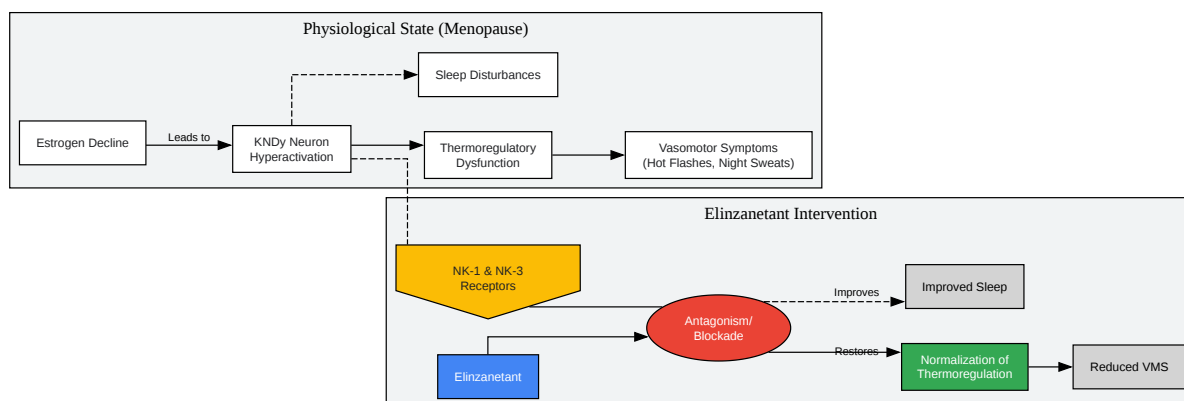 Physiological State (Menopause)
Sleep Disturbances
Estrogen Decline
Leads to
KNDy Neuron
Hyperactivation
Thermoregulatory
Dysfunction
Vasomotor Symptoms
(Hot Flashes, Night Sweats)
Elinzanetant Intervention
NK-1 & NK-3
Receptors
Improves
Improved Sleep
Antagonism/
Blockade
Restores
Normalization of
Thermoregulation
Reduced VMS
Elinzanetant